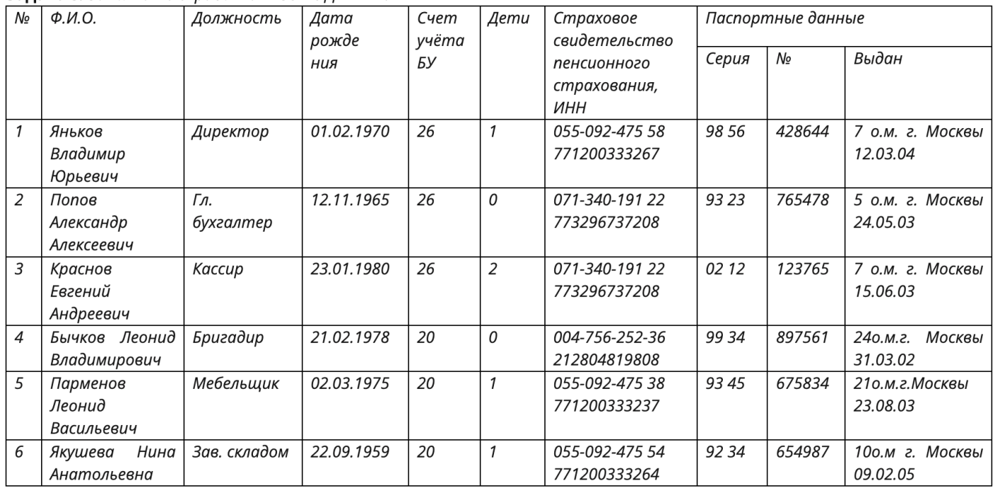 № Ф.И.О. Должность Дата Счет Дети Страховое Паспортные данные
рожде учёта свидетельство
ния БУ пенсионного Серия № Выдан
страхования,
ИНН
1 Яньков Директор 01.02.1970 26 1 055-092-475 58 98 56 428644 7 о.м. г. Москвы
Владимир 771200333267 12.03.04
Юрьевич
2 Попов Гл. 12.11.1965 26 0 071-340-191 22 93 23 765478 5 о.м. г. Москвы
Александр бухгалтер 773296737208 24.05.03
Алексеевич
3 Краснов Кассир 23.01.1980 26 2 071-340-191 22 02 12 123765 7 о.м. г. Москвы
Евгений 773296737208 15.06.03
Андреевич
4 Бычков Леонид Бригадир 21.02.1978 20 0 004-756-252-36 99 34 897561 24о.м.г. Москвы
Владимирович 212804819808 31.03.02
5 Парменов Мебельщик 02.03.1975 20 1 055-092-475 38 93 45 675834 21о.м.г.Москвы
Леонид 771200333237 23.08.03
Васильевич
6 Якушева Нина Зав. складом 22.09.1959 20 1 055-092-475 54 92 34 654987 10о.м г. Москвы
Анатольевна 771200333264 09.02.05